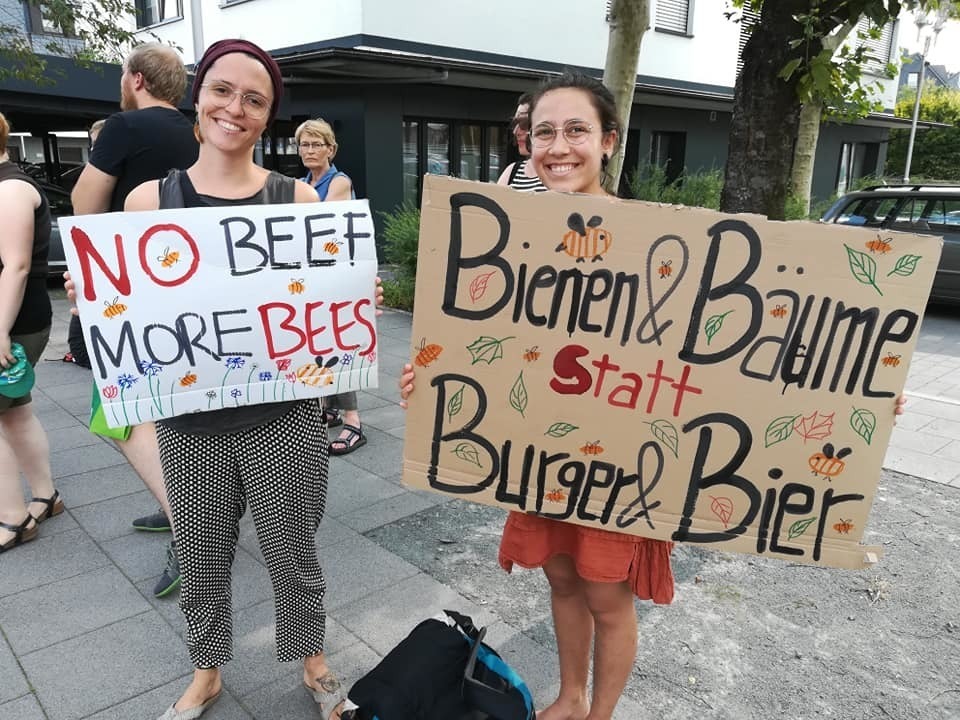 NO BEEF
MORE BEES
Bienen & Bäume
Statt
Burger & Bier